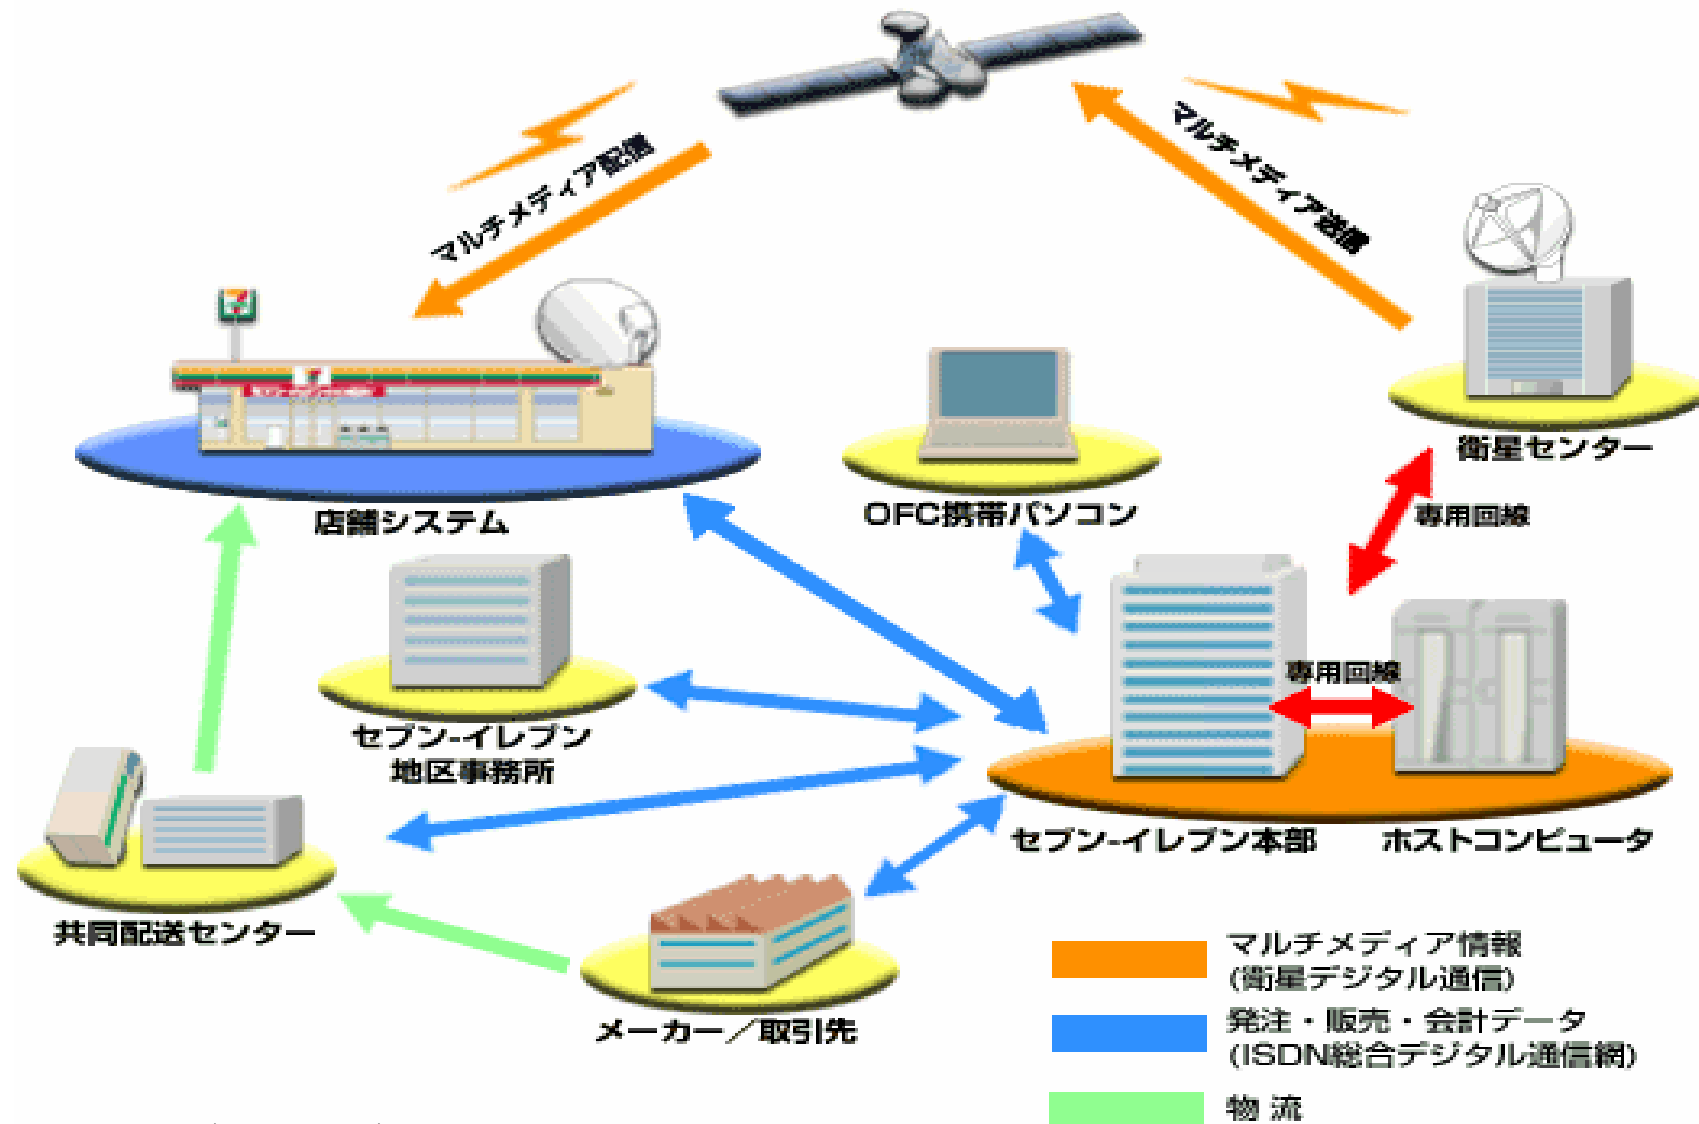 マルチメディア配信
マルチメディア送信
衛星センター
専用回線
OFC携帯パソコン
店舗システム
専用回線
セブン-イレブン
地区事務所
セブン-イレブン本部
ホストコンピュータ
共同配送センター
メーカー／取引先
マルチメディア情報
(衛星デジタル通信)
発注・販売・会計データ
(ISDN総合デジタル通信網)
物 流